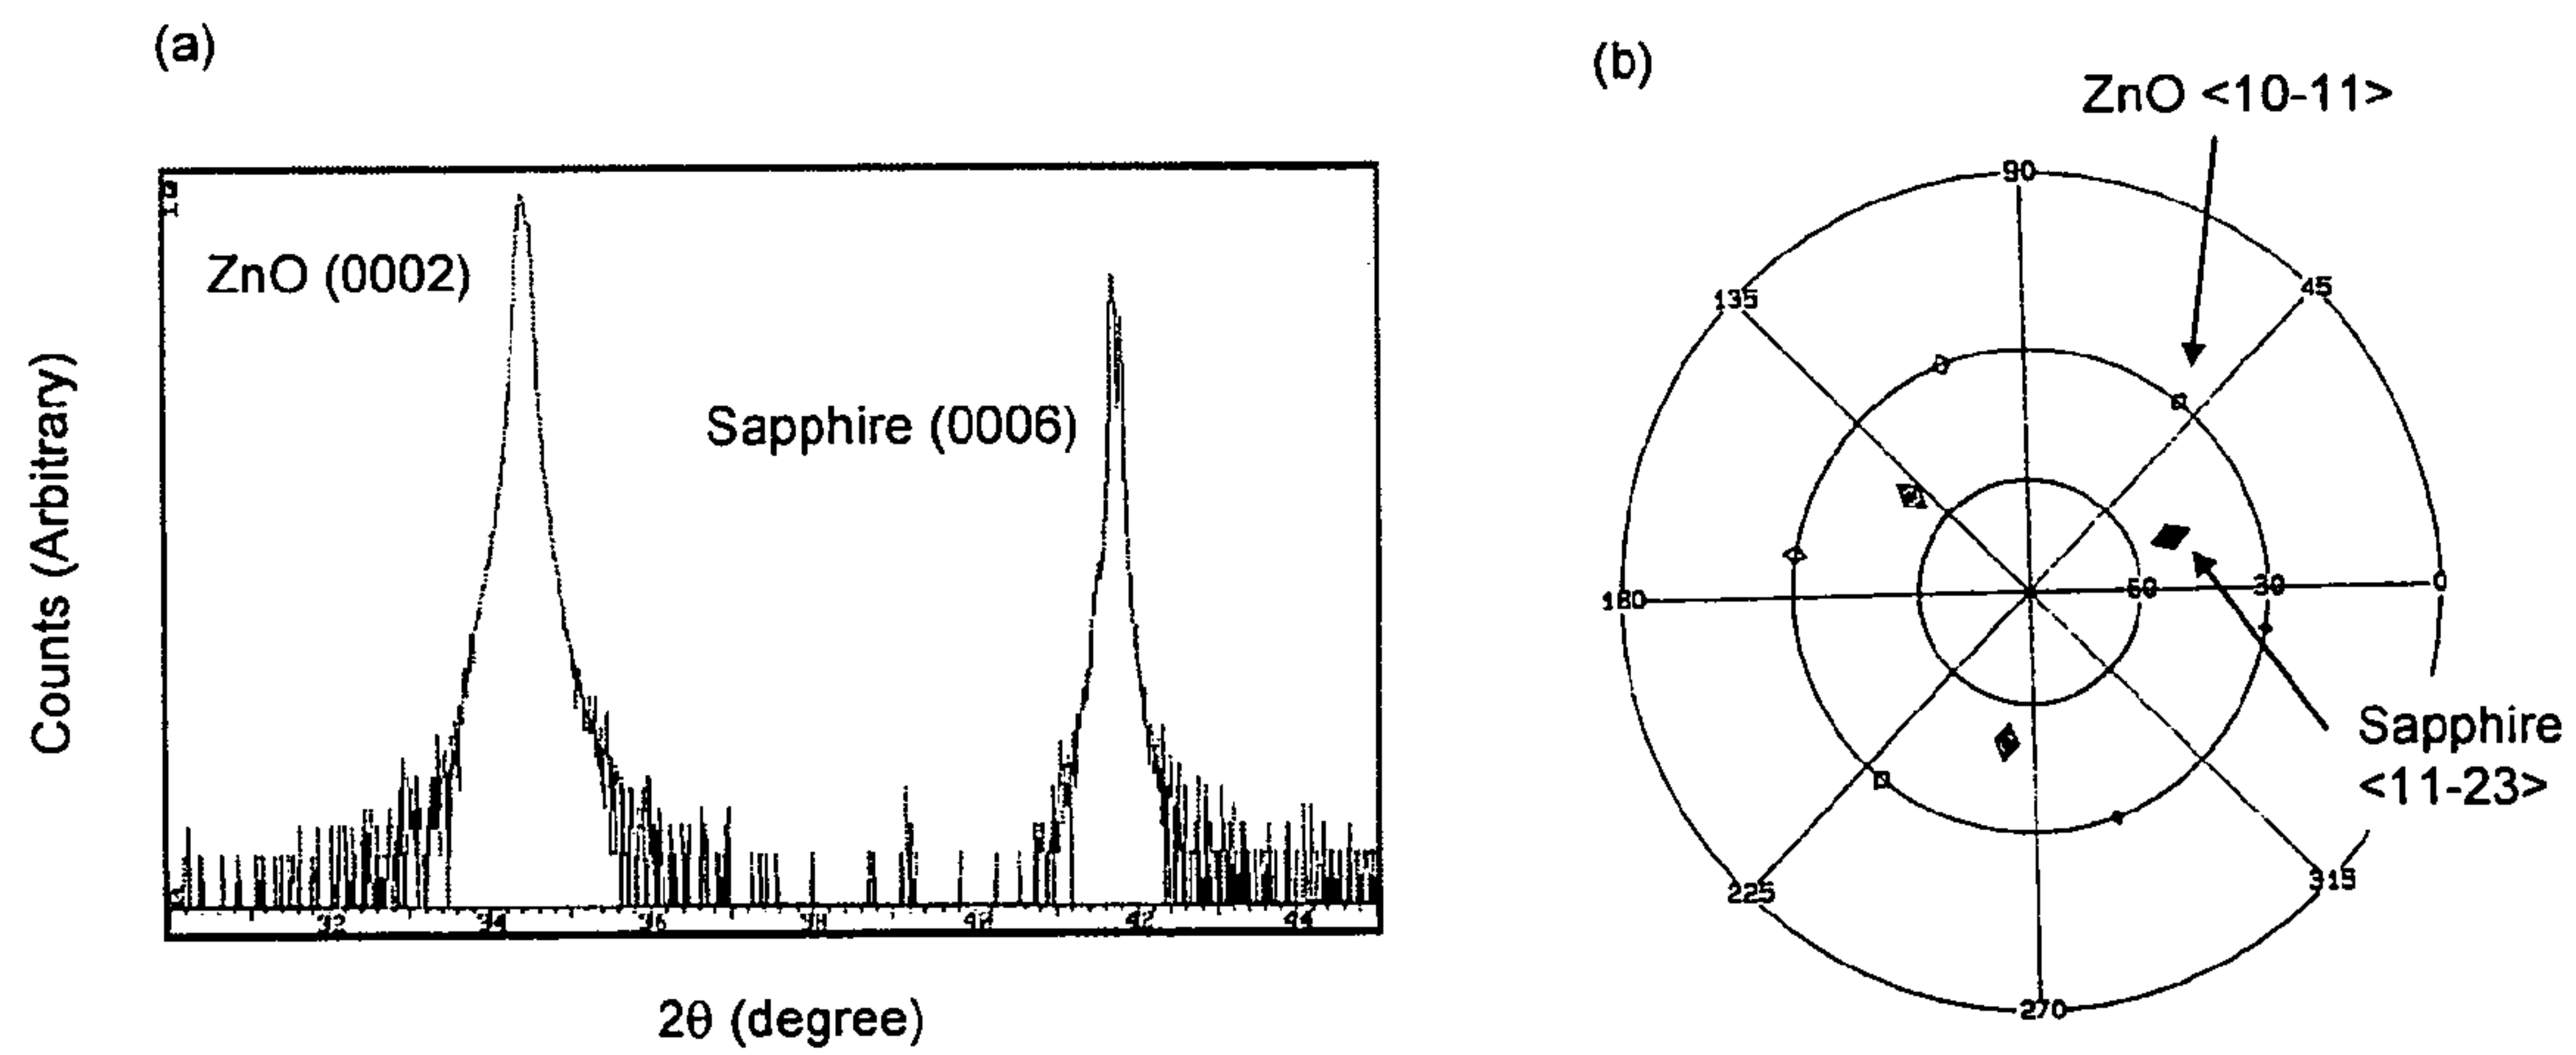 (a)
ZnO (0002)
Sapphire (0006)
Counts (Arbitrary)
32 34 36 38 40 42 44
2θ (degree)
(b)
ZnO <10-11>
90
135
45
180
60
30
0
Sapphire
<11-23>
225
315
270